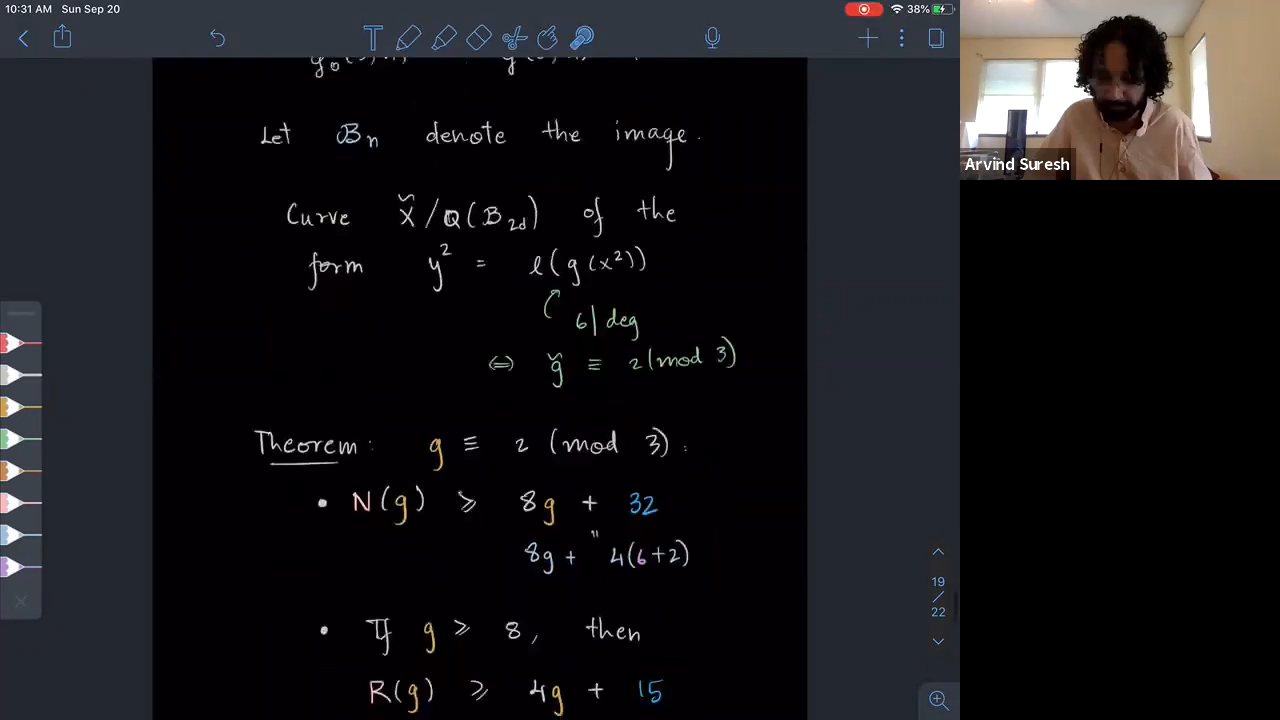 10:31 AM Sun Sep 20
38%
Let Bn denote the image.
Curve X̆/Q(B2d) of the
form y² = l(g(x²))
6 | deg
⇔ ğ ≡ 2 (mod 3)
Theorem: g ≡ 2 (mod 3).
• N(g) ⩾ 8g + 32
"
8g + 4(6+2)
• If g ⩾ 8, then
R(g) ⩾ 4g + 15
19
/
22
Arvind Suresh